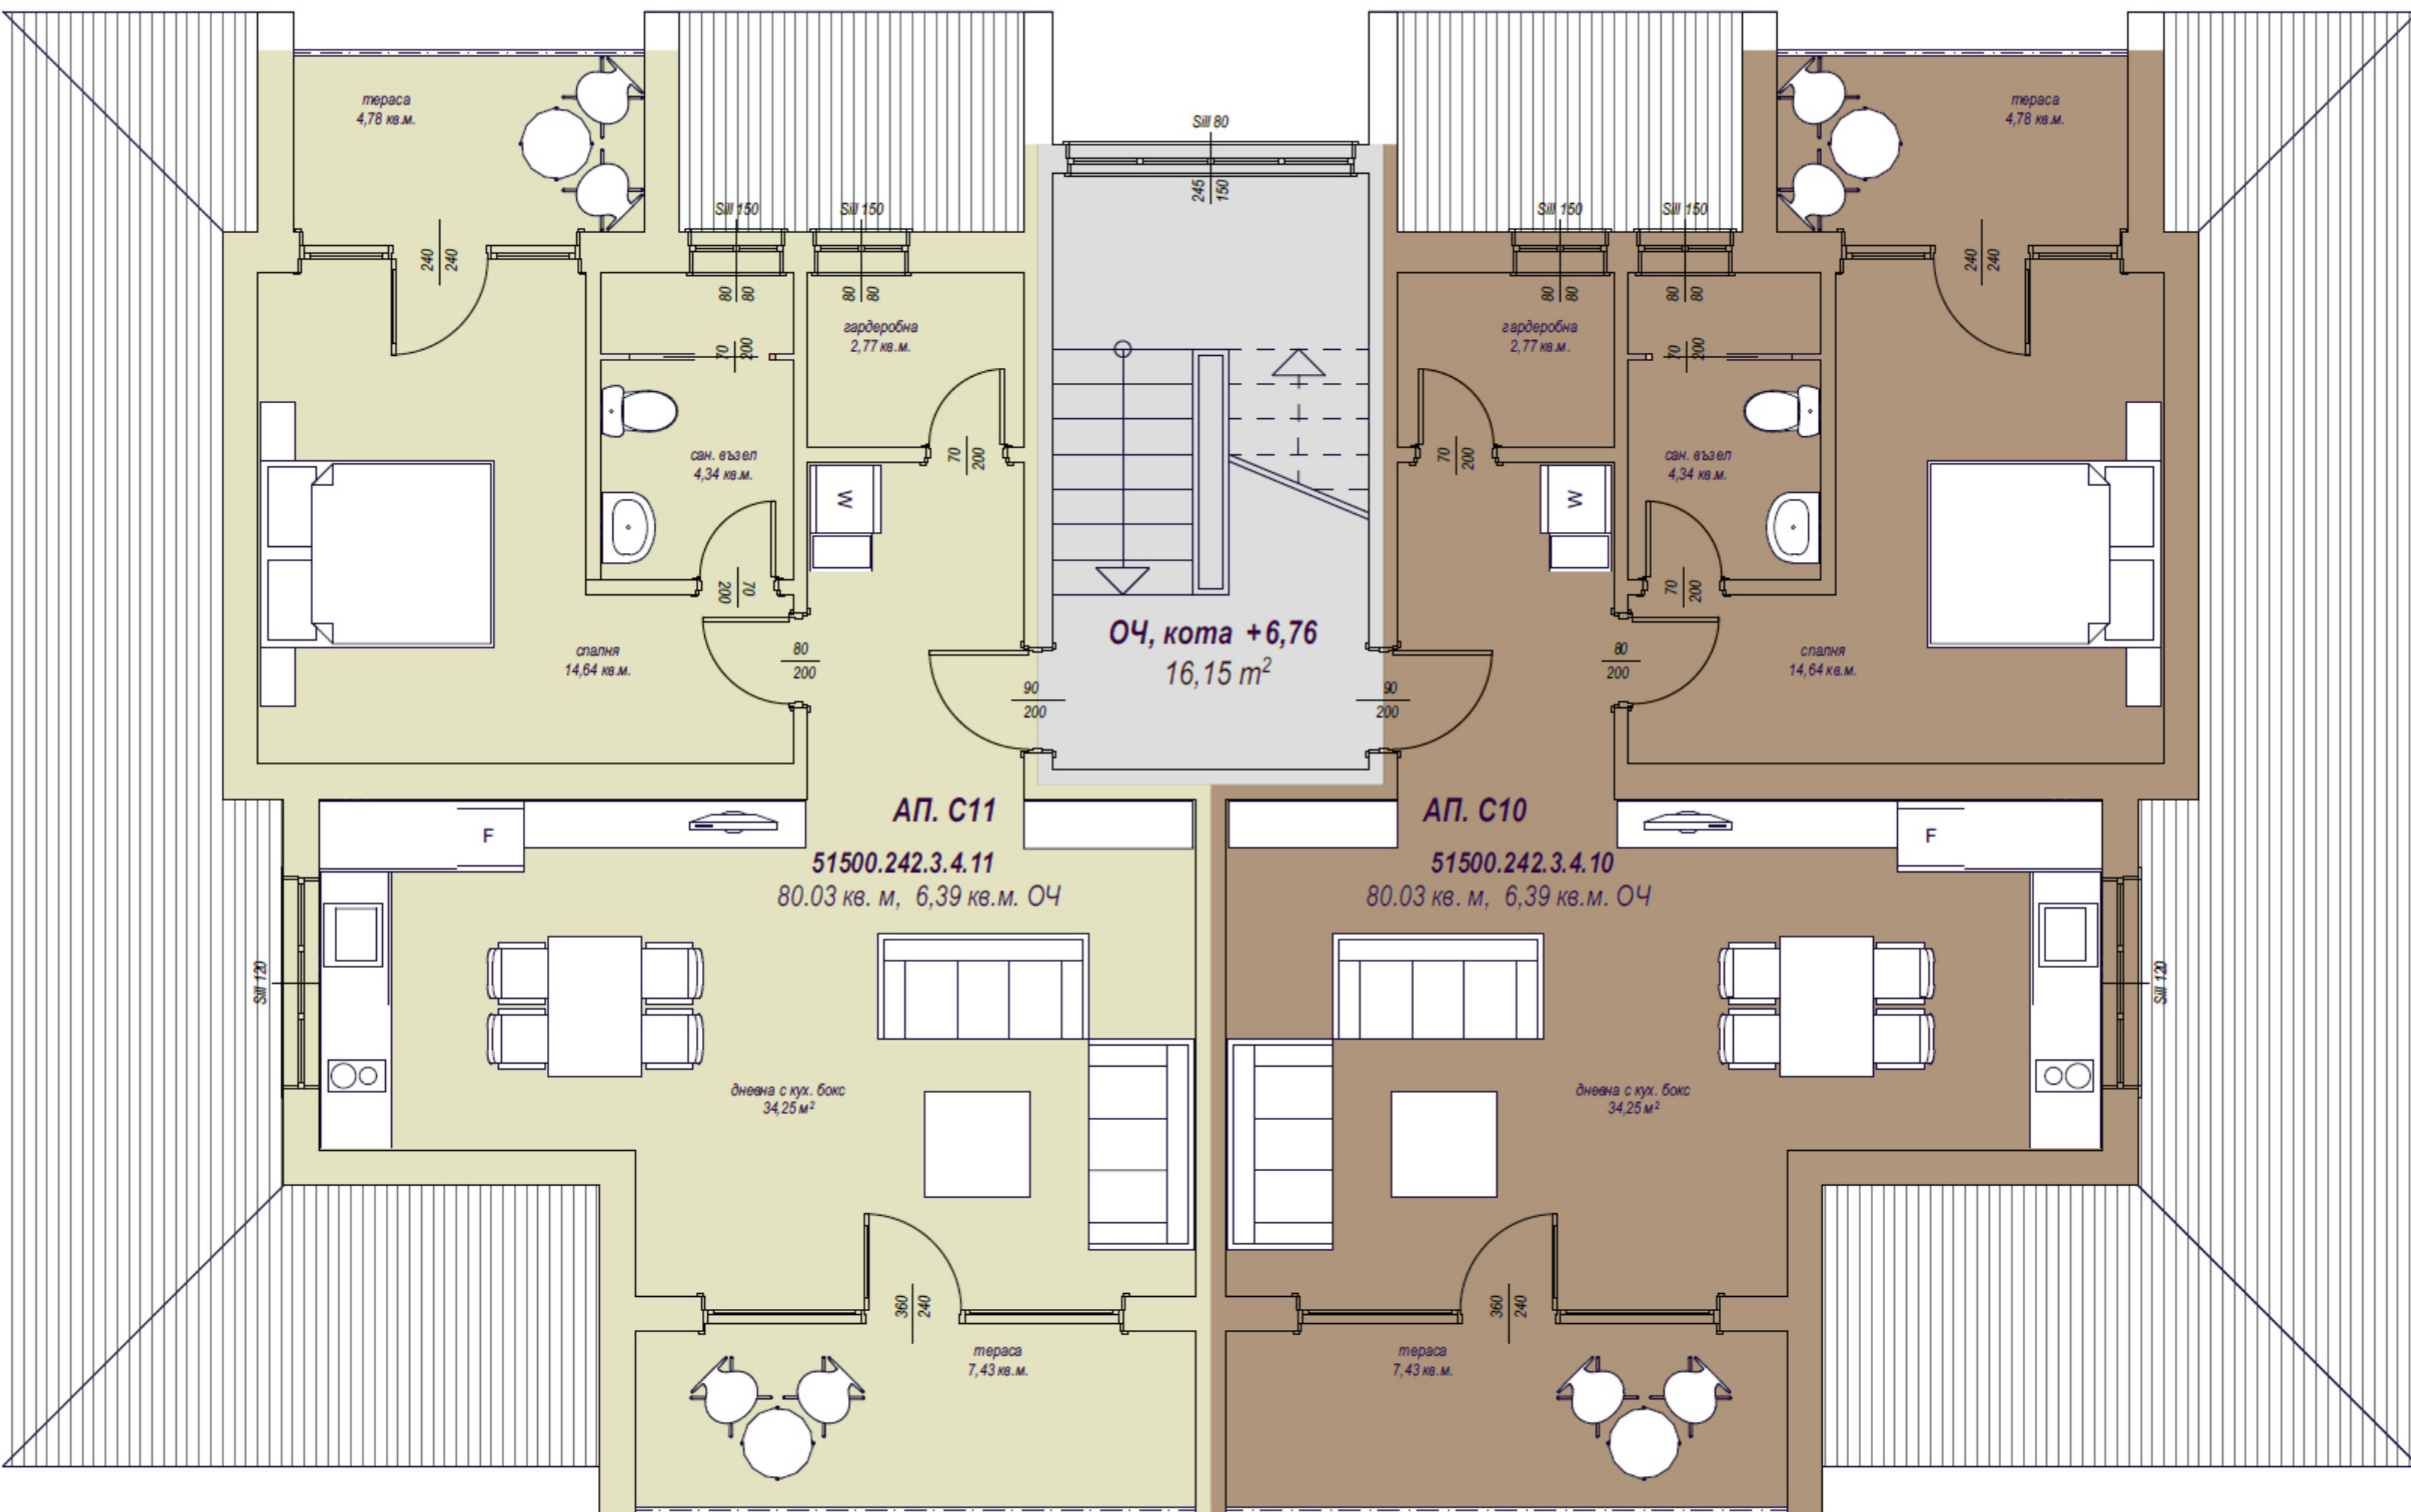 тераса
4,78 кв.м.
Sill 80
тераса
4,78 кв.м.
245
150
Sill 150
Sill 150
Sill 150
Sill 150
240
240
240
240
80
80
80
80
80
80
80
80
гардеробна
2,77 кв.м.
гардеробна
2,77 кв.м.
70
200
70
200
сан. възел
4,34 кв.м.
70
200
70
200
сан. възел
4,34 кв.м.
W
W
70
200
70
200
ОЧ, кота +6,76
16,15 m²
спалня
14,64 кв.м.
80
200
80
200
спалня
14,64 кв.м.
90
200
90
200
АП. С11
АП. С10
F
F
51500.242.3.4.11
80.03 кв. м, 6,39 кв.м. ОЧ
51500.242.3.4.10
80.03 кв. м, 6,39 кв.м. ОЧ
Sill 120
Sill 120
дневна с кух. бокс
34,25 м²
дневна с кух. бокс
34,25 м²
360
240
360
240
тераса
7,43 кв.м.
тераса
7,43 кв.м.